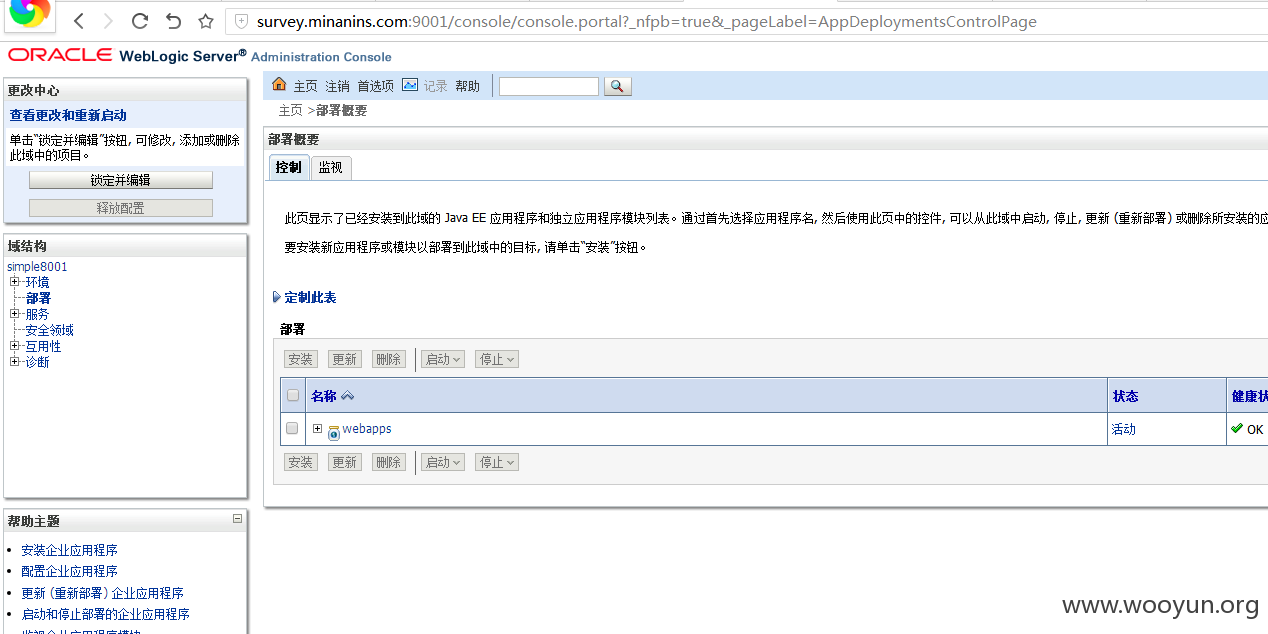 survey.minanins.com:9001/console/console.portal?_nfpb=true&_pageLabel=AppDeploymentsControlPage
ORACLE WebLogic Server® Administration Console
更改中心
查看更改和重新启动
单击“锁定并编辑”按钮, 可修改, 添加或删除
此域中的项目。
锁定并编辑
释放配置
域结构
simple8001
环境
部署
服务
安全领域
互用性
诊断
帮助主题
安装企业应用程序
配置企业应用程序
更新 (重新部署) 企业应用程序
启动和停止部署的企业应用程序
监视企业应用程序模块
主页 注销 首选项 记录 帮助
主页 >部署概要
部署概要
控制 监视
此页显示了已经安装到此域的 Java EE 应用程序和独立应用程序模块列表。通过首先选择应用程序名, 然后使用此页中的控件, 可以从此域中启动, 停止, 更新 (重新部署) 或删除所安装的应
要安装新应用程序或模块以部署到此域中的目标, 请单击“安装”按钮。
定制此表
部署
安装 更新 删除 启动 停止
名称 状态 健康状
webapps 活动 OK
安装 更新 删除 启动 停止
www.wooyun.org